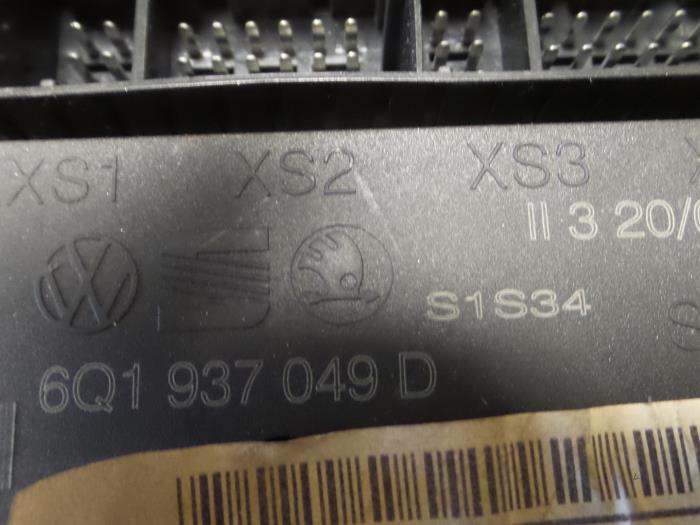 XS1 XS2 XS3
II 3 20/
S1S34
6Q1 937 049 D